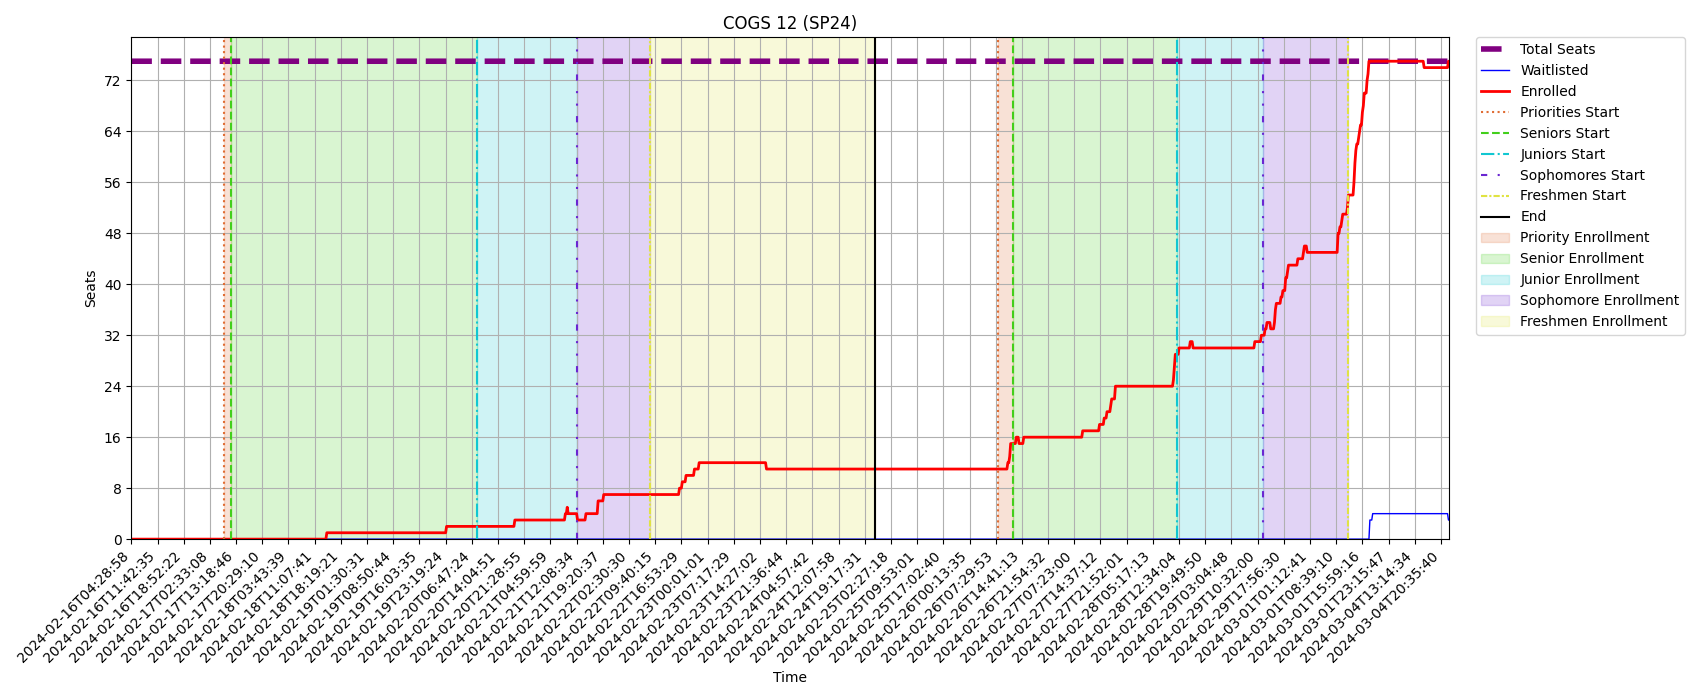 COGS 12 (SP24)
Seats
72
64
56
48
40
32
24
16
8
0
2024-02-16T04:28:58
2024-02-16T11:42:35
2024-02-16T18:52:22
2024-02-17T02:33:08
2024-02-17T13:18:46
2024-02-17T20:29:10
2024-02-18T03:43:39
2024-02-18T11:07:41
2024-02-18T18:19:21
2024-02-19T01:30:31
2024-02-19T08:50:44
2024-02-19T16:03:35
2024-02-19T23:19:24
2024-02-20T06:47:24
2024-02-20T14:04:51
2024-02-20T21:28:55
2024-02-21T04:59:59
2024-02-21T12:08:34
2024-02-21T19:20:37
2024-02-22T02:30:30
2024-02-22T09:40:15
2024-02-22T16:53:29
2024-02-23T00:01:01
2024-02-23T07:17:29
2024-02-23T14:27:02
2024-02-23T21:36:44
2024-02-24T04:57:42
2024-02-24T12:07:58
2024-02-24T19:17:31
2024-02-25T02:27:18
2024-02-25T09:53:01
2024-02-25T17:02:40
2024-02-26T00:13:35
2024-02-26T07:29:53
2024-02-26T14:41:13
2024-02-26T21:54:32
2024-02-27T07:23:00
2024-02-27T14:37:12
2024-02-27T21:52:01
2024-02-28T05:17:13
2024-02-28T12:34:04
2024-02-28T19:49:50
2024-02-29T03:04:48
2024-02-29T10:32:00
2024-02-29T17:56:30
2024-03-01T01:12:41
2024-03-01T08:39:10
2024-03-01T15:59:16
2024-03-01T23:15:47
2024-03-04T13:14:34
2024-03-04T20:35:40
Time
Total Seats
Waitlisted
Enrolled
Priorities Start
Seniors Start
Juniors Start
Sophomores Start
Freshmen Start
End
Priority Enrollment
Senior Enrollment
Junior Enrollment
Sophomore Enrollment
Freshmen Enrollment